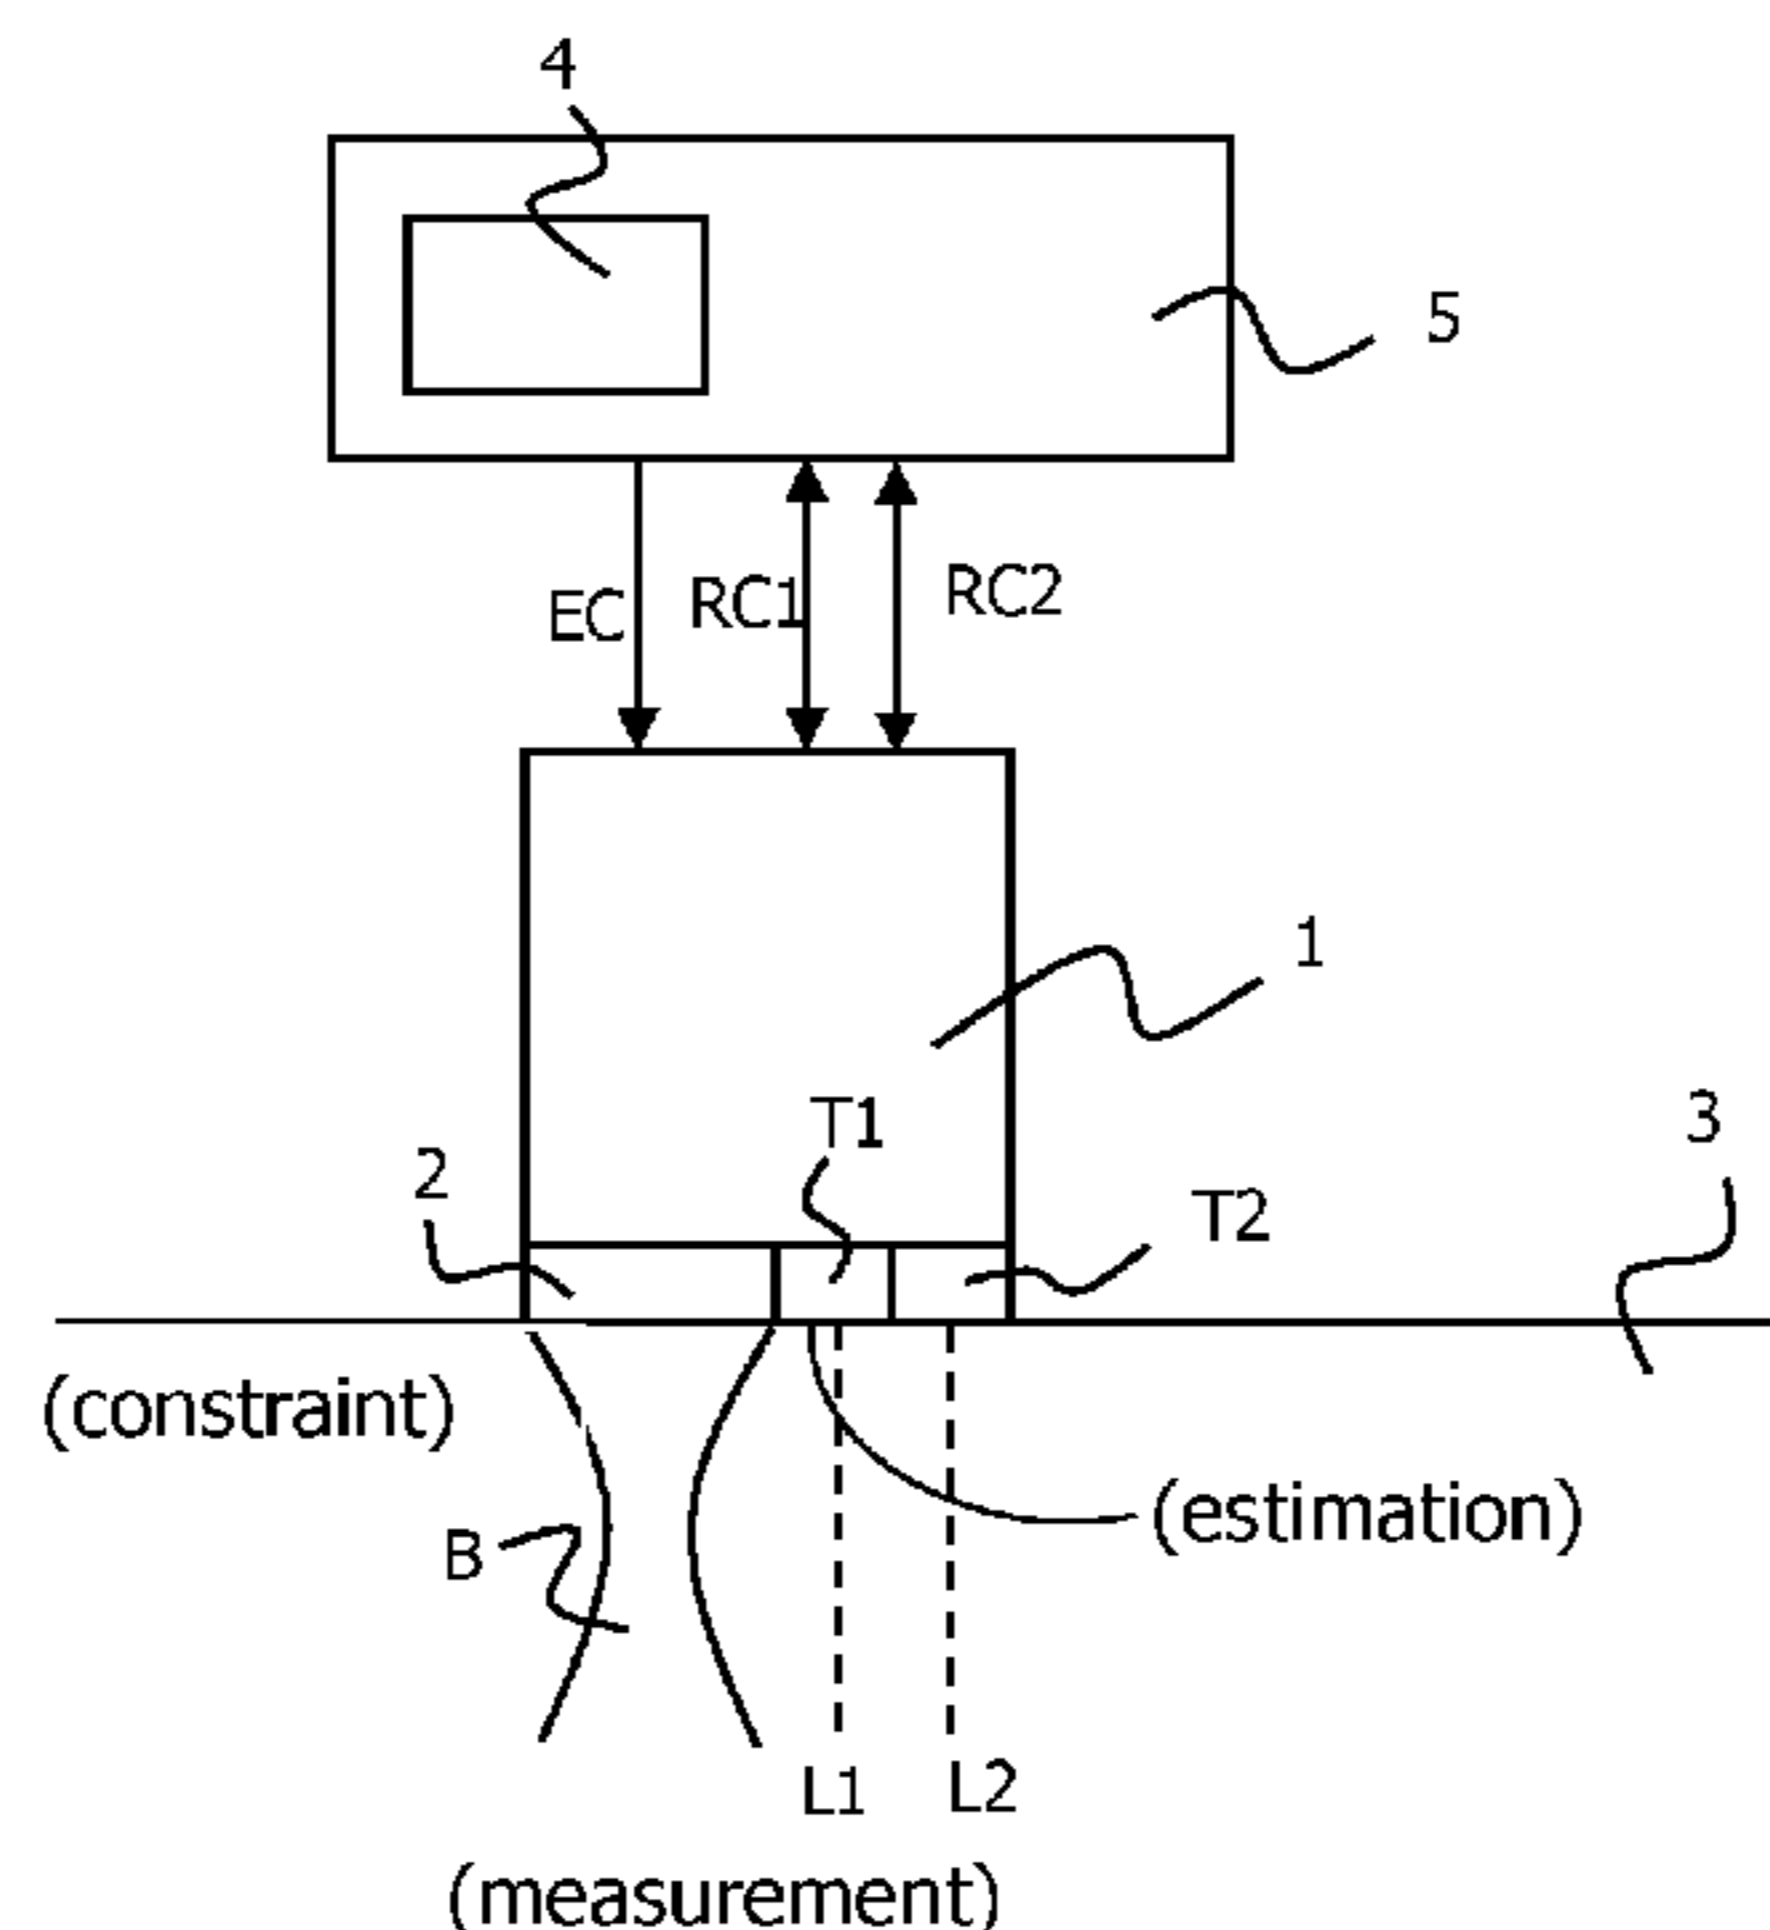 4
5
EC RC1 RC2
1
T1
3
2
T2
(constraint)
(estimation)
B
L1 L2
(measurement)